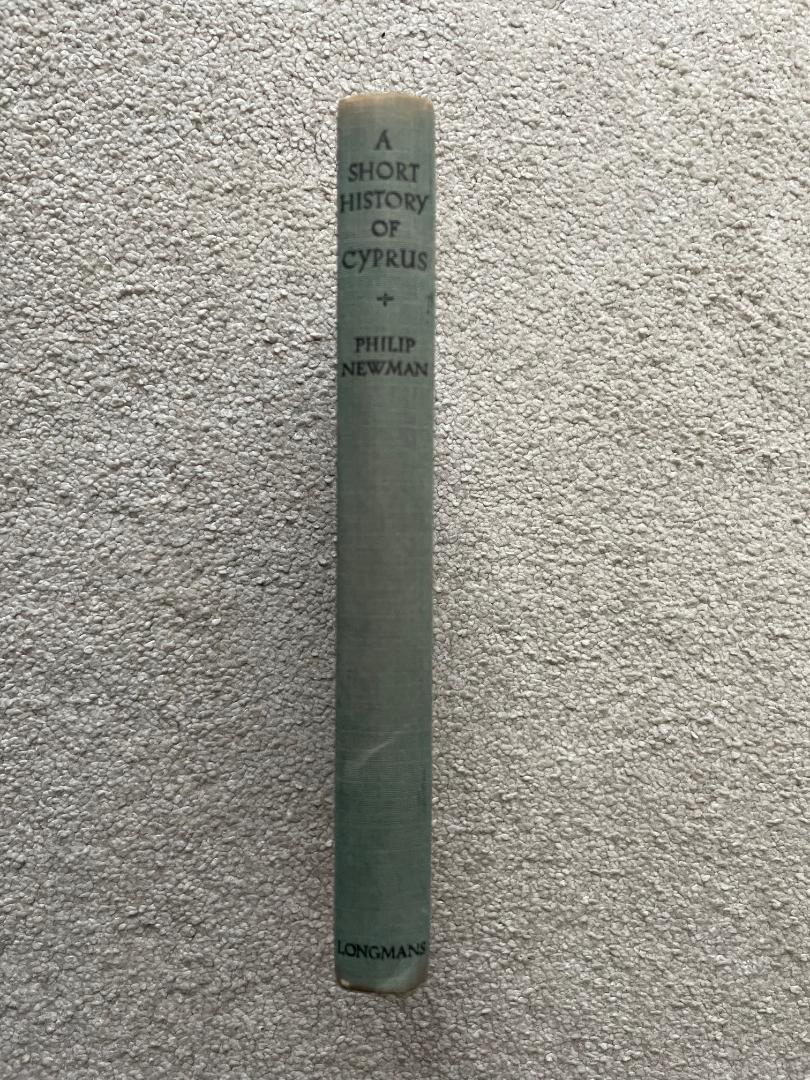 A
SHORT
HISTORY
OF
CYPRUS
PHILIP
NEWMAN
LONGMANS